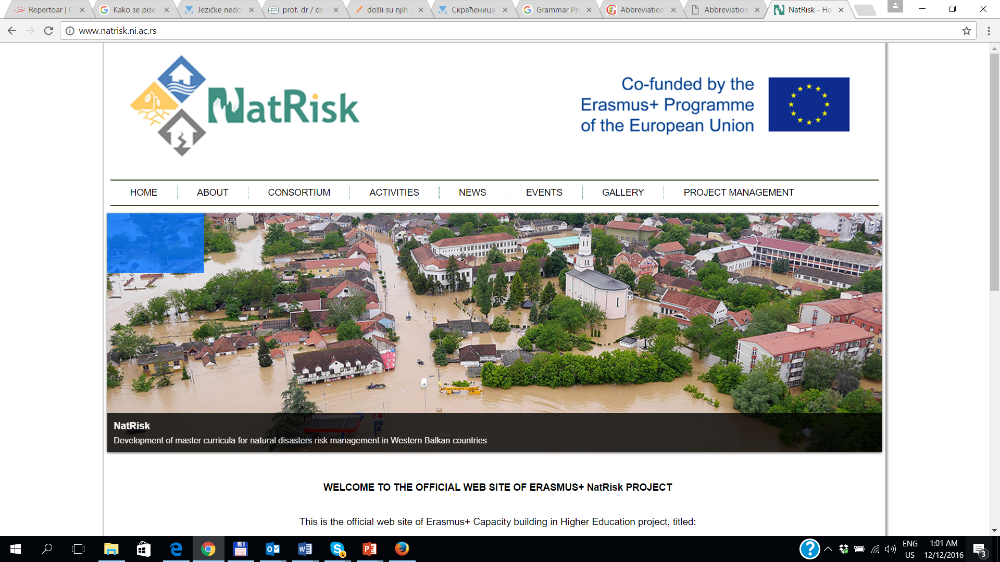 Repertoar | C
Kako se pise
Jezičke nedo
prof. dr / dr
došli su njih
Скраћеница
Grammar Pro
Abbreviation
Abbreviation
NatRisk - Ho
www.natrisk.ni.ac.rs
NatRisk
Co-funded by the
Erasmus+ Programme
of the European Union
HOME ABOUT CONSORTIUM ACTIVITIES NEWS EVENTS GALLERY PROJECT MANAGEMENT
NatRisk
Development of master curricula for natural disasters risk management in Western Balkan countries
WELCOME TO THE OFFICIAL WEB SITE OF ERASMUS+ NatRisk PROJECT
This is the official web site of Erasmus+ Capacity building in Higher Education project, titled:
ENG
US
1:01 AM
12/12/2016
3
1